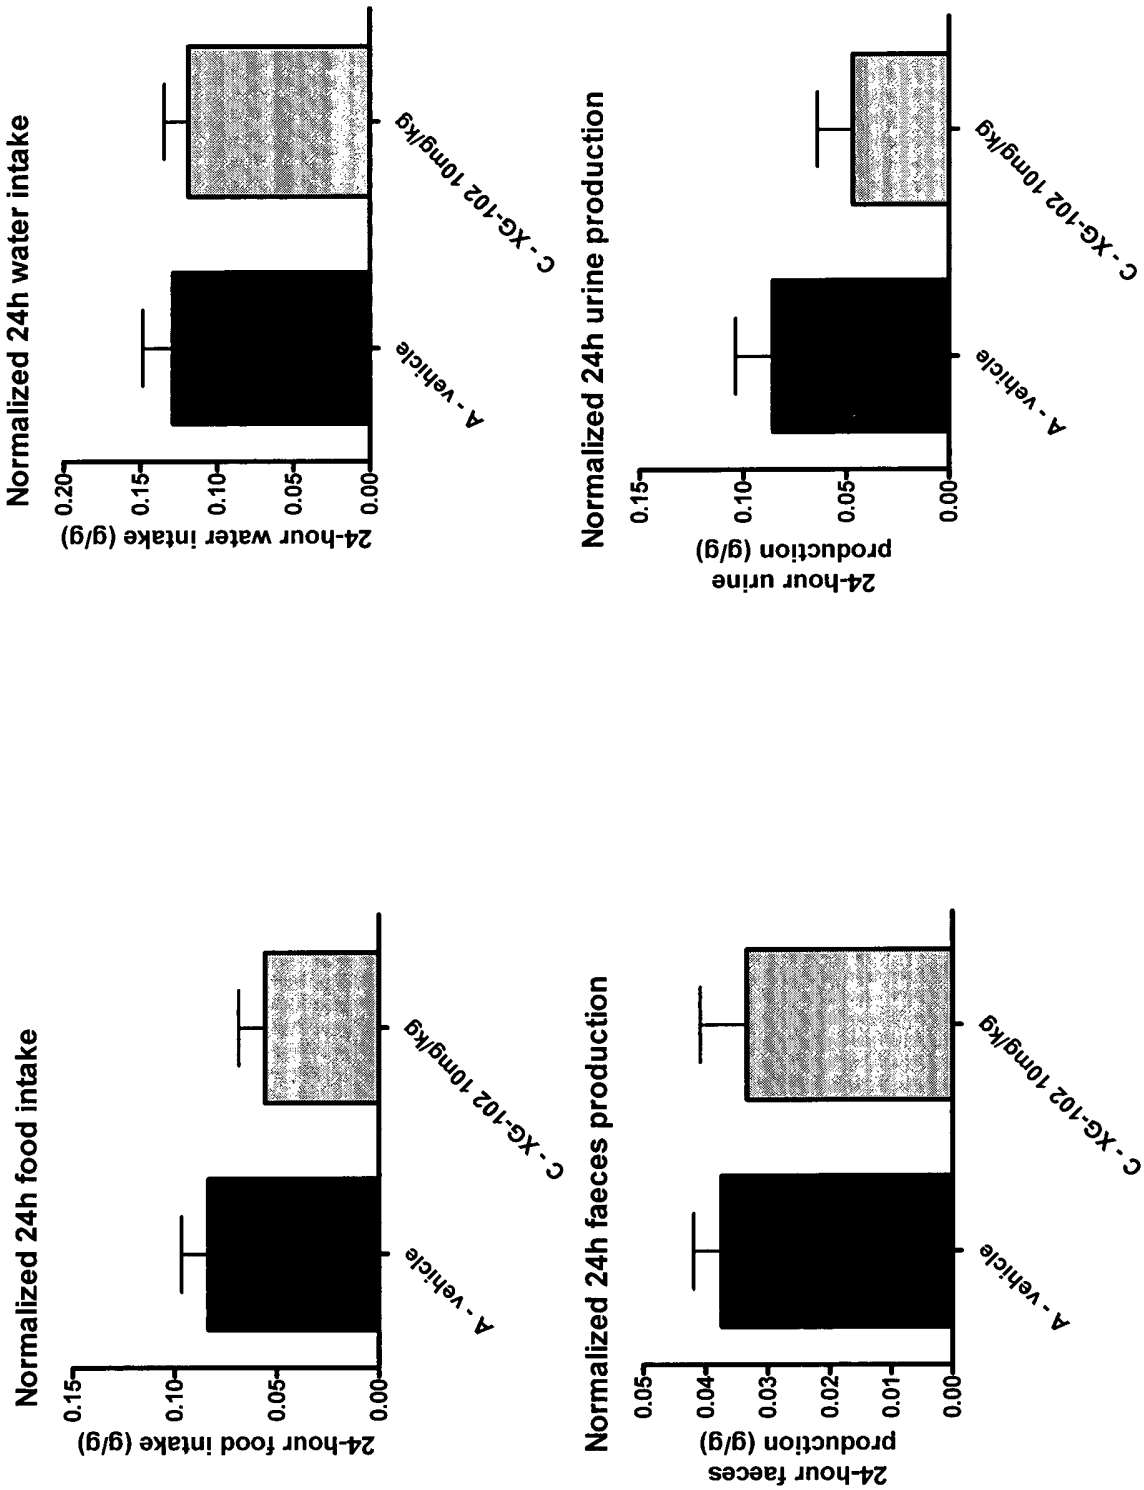 Normalized 24h food intake
24-hour food intake (g/g)
0.15
0.10
0.05
0.00
A - vehicle
C - XG-102 10mg/kg
Normalized 24h water intake
24-hour water intake (g/g)
0.20
0.15
0.10
0.05
0.00
A - vehicle
C - XG-102 10mg/kg
Normalized 24h faeces production
24-hour faeces
production (g/g)
0.05
0.04
0.03
0.02
0.01
0.00
A - vehicle
C - XG-102 10mg/kg
Normalized 24h urine production
24-hour urine
production (g/g)
0.15
0.10
0.05
0.00
A - vehicle
C - XG-102 10mg/kg